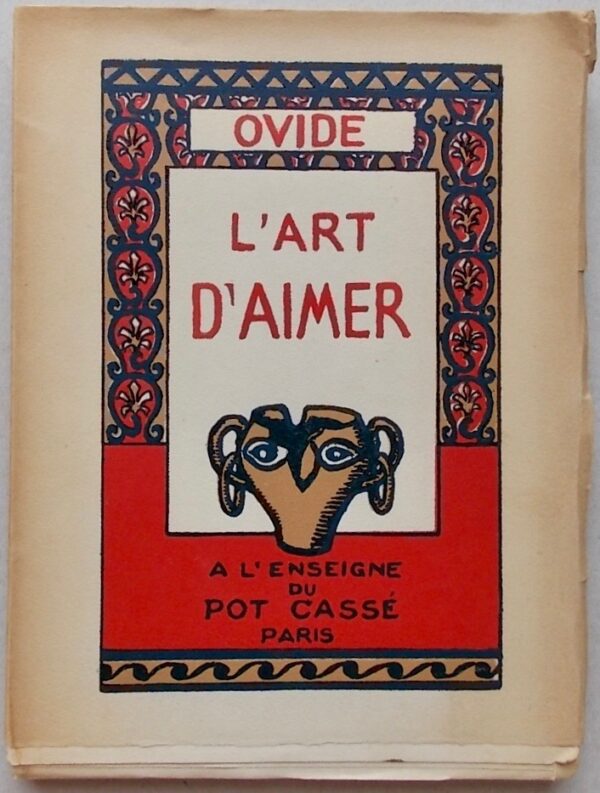 OVIDE
L'ART
D'AIMER
A L'ENSEIGNE
DU
POT CASSÉ
PARIS